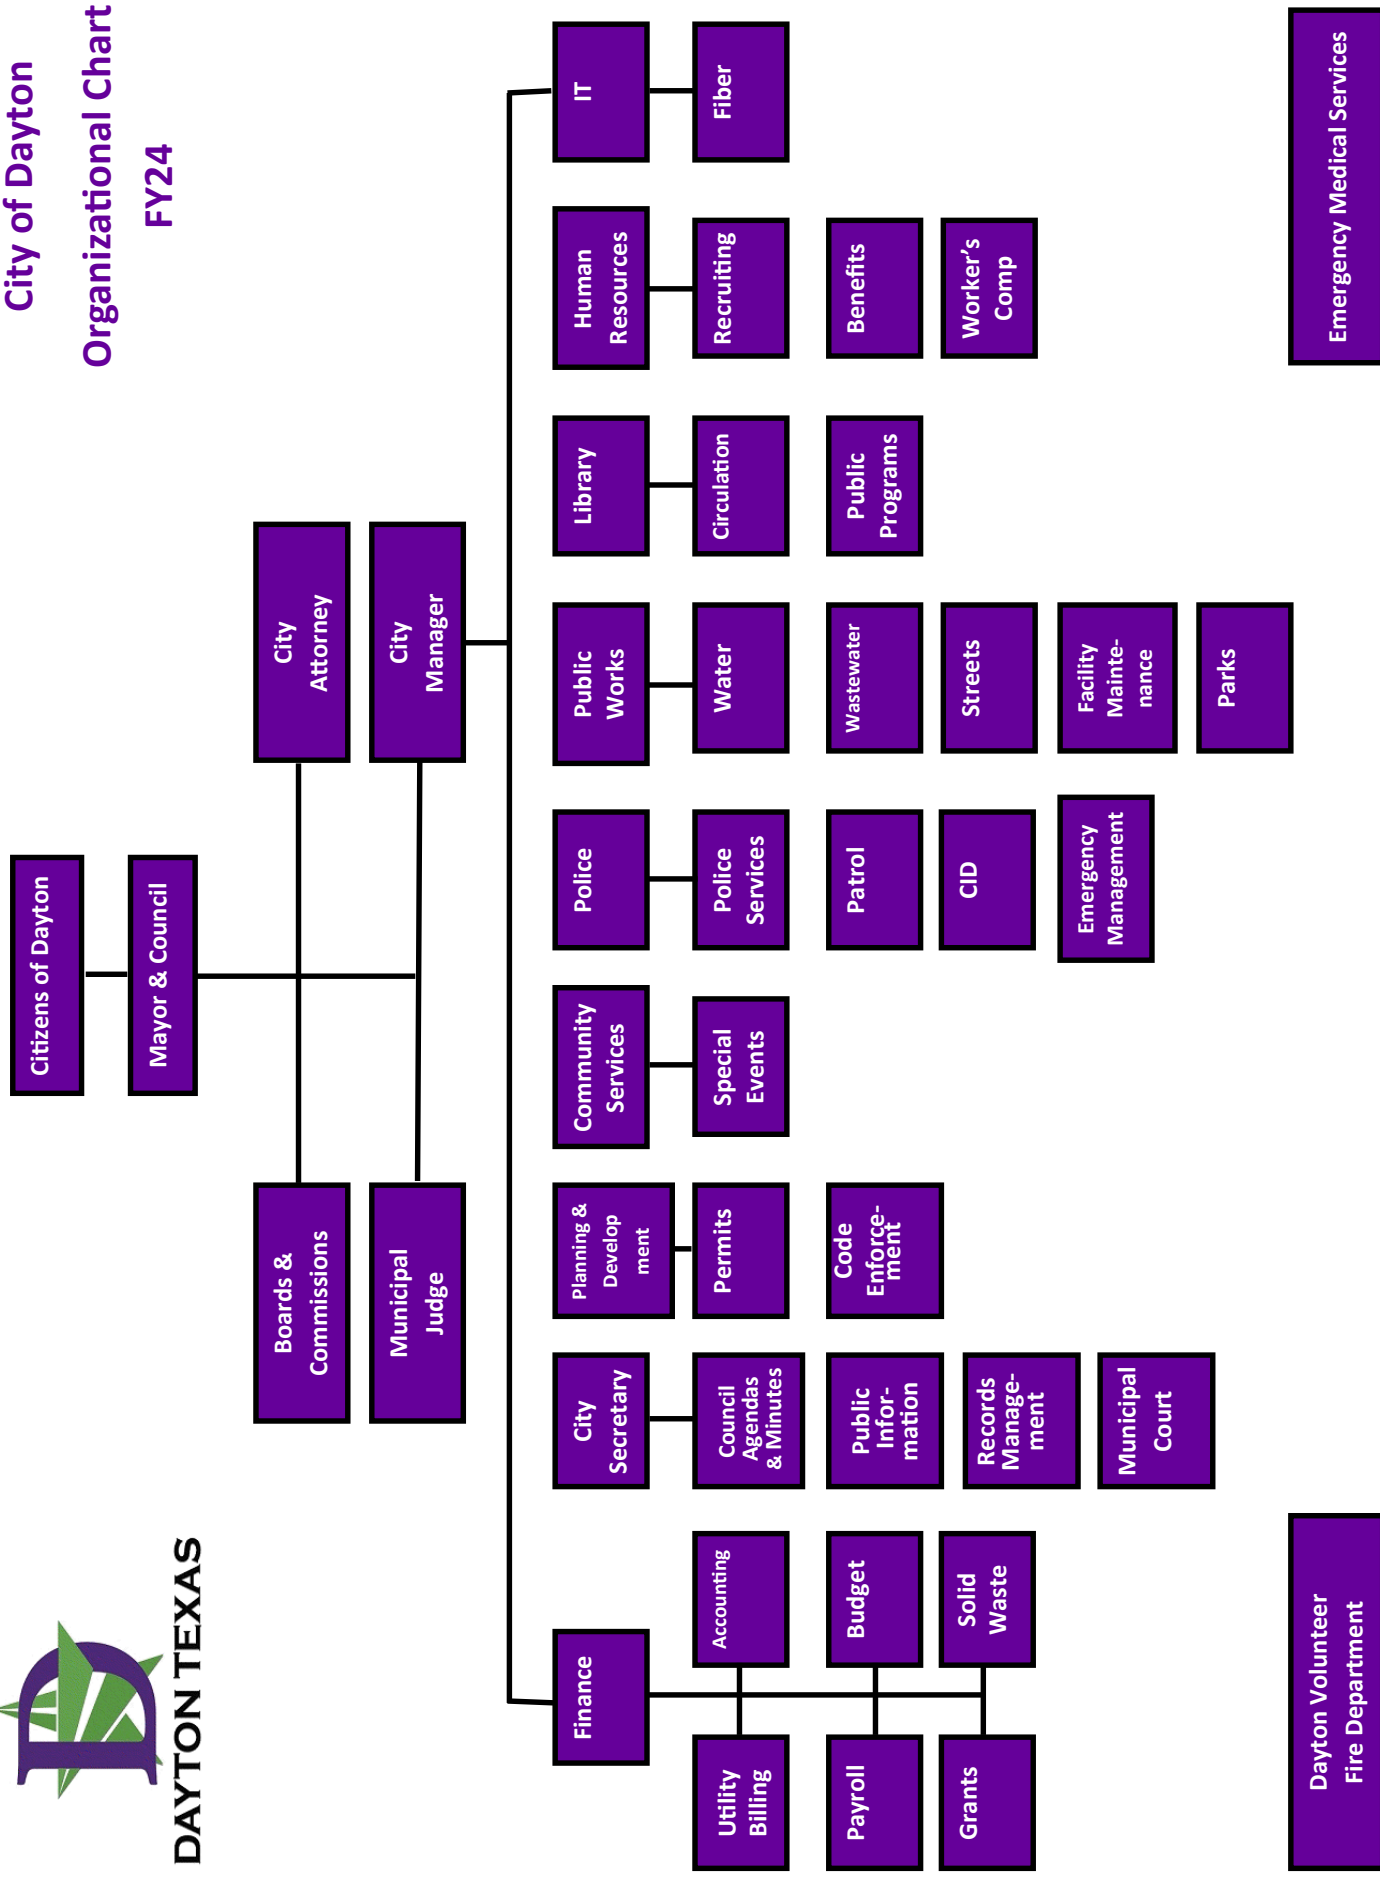 DAYTON TEXAS
City of Dayton
Organizational Chart
FY24
Citizens of Dayton
Mayor & Council
Boards &
Commissions
City
Attorney
Municipal
Judge
City
Manager
Finance
City
Secretary
Planning &
Develop
ment
Community
Services
Police
Public
Works
Library
Human
Resources
IT
Utility
Billing
Accounting
Council
Agendas
& Minutes
Permits
Special
Events
Police
Services
Water
Circulation
Recruiting
Fiber
Payroll
Budget
Public
Infor-
mation
Code
Enforce-
ment
Patrol
Wastewater
Public
Programs
Benefits
Grants
Solid
Waste
Records
Manage-
ment
CID
Streets
Worker’s
Comp
Municipal
Court
Emergency
Management
Facility
Mainte-
nance
Parks
Dayton Volunteer
Fire Department
Emergency Medical Services